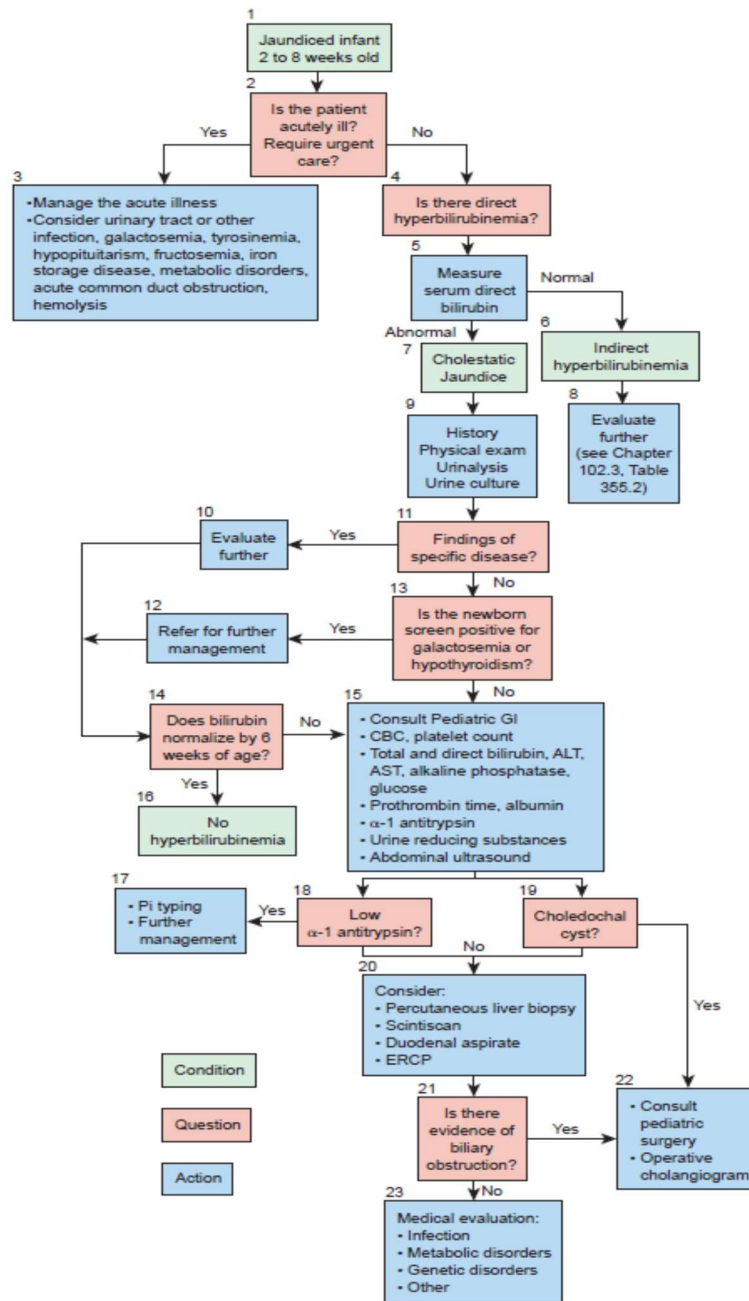 1
Jaundiced infant
2 to 8 weeks old
2
Is the patient
acutely ill?
Require urgent
care?
Yes
No
3
•Manage the acute illness
•Consider urinary tract or other
infection, galactosemia, tyrosinemia,
hypopituitarism, fructosemia, iron
storage disease, metabolic disorders,
acute common duct obstruction,
hemolysis
4
Is there direct
hyperbilirubinemia?
5
Measure
serum direct
bilirubin
Normal
Abnormal
6
Indirect
hyperbilirubinemia
7
Cholestatic
Jaundice
8
Evaluate
further
(see Chapter
102.3, Table
355.2)
9
History
Physical exam
Urinalysis
Urine culture
10
Evaluate
further
Yes
11
Findings of
specific disease?
No
12
Refer for further
management
Yes
13
Is the newborn
screen positive for
galactosemia or
hypothyroidism?
No
14
Does bilirubin
normalize by 6
weeks of age?
No
Yes
15
• Consult Pediatric GI
• CBC, platelet count
• Total and direct bilirubin, ALT,
AST, alkaline phosphatase,
glucose
• Prothrombin time, albumin
• α-1 antitrypsin
• Urine reducing substances
• Abdominal ultrasound
16
No
hyperbilirubinemia
17
• Pi typing
• Further
management
Yes
18
Low
α-1 antitrypsin?
19
Choledochal
cyst?
No
Yes
20
Consider:
• Percutaneous liver biopsy
• Scintiscan
• Duodenal aspirate
• ERCP
21
Is there
evidence of
biliary
obstruction?
Yes
No
22
• Consult
pediatric
surgery
• Operative
cholangiogram
23
Medical evaluation:
• Infection
• Metabolic disorders
• Genetic disorders
• Other
Condition
Question
Action